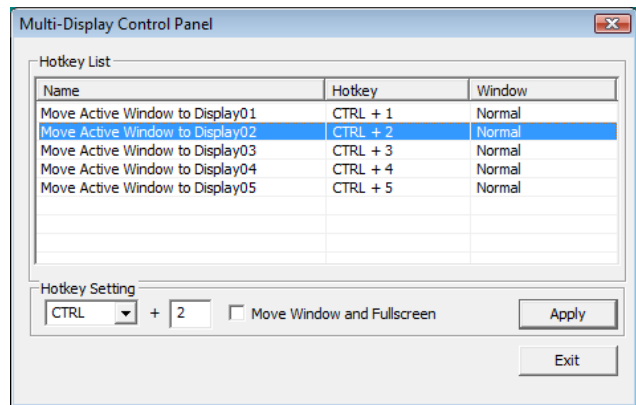 Multi-Display Control Panel
Hotkey List
Name Hotkey Window
Move Active Window to Display01 CTRL + 1 Normal
Move Active Window to Display02 CTRL + 2 Normal
Move Active Window to Display03 CTRL + 3 Normal
Move Active Window to Display04 CTRL + 4 Normal
Move Active Window to Display05 CTRL + 5 Normal
Hotkey Setting
CTRL + 2 Move Window and Fullscreen Apply
Exit